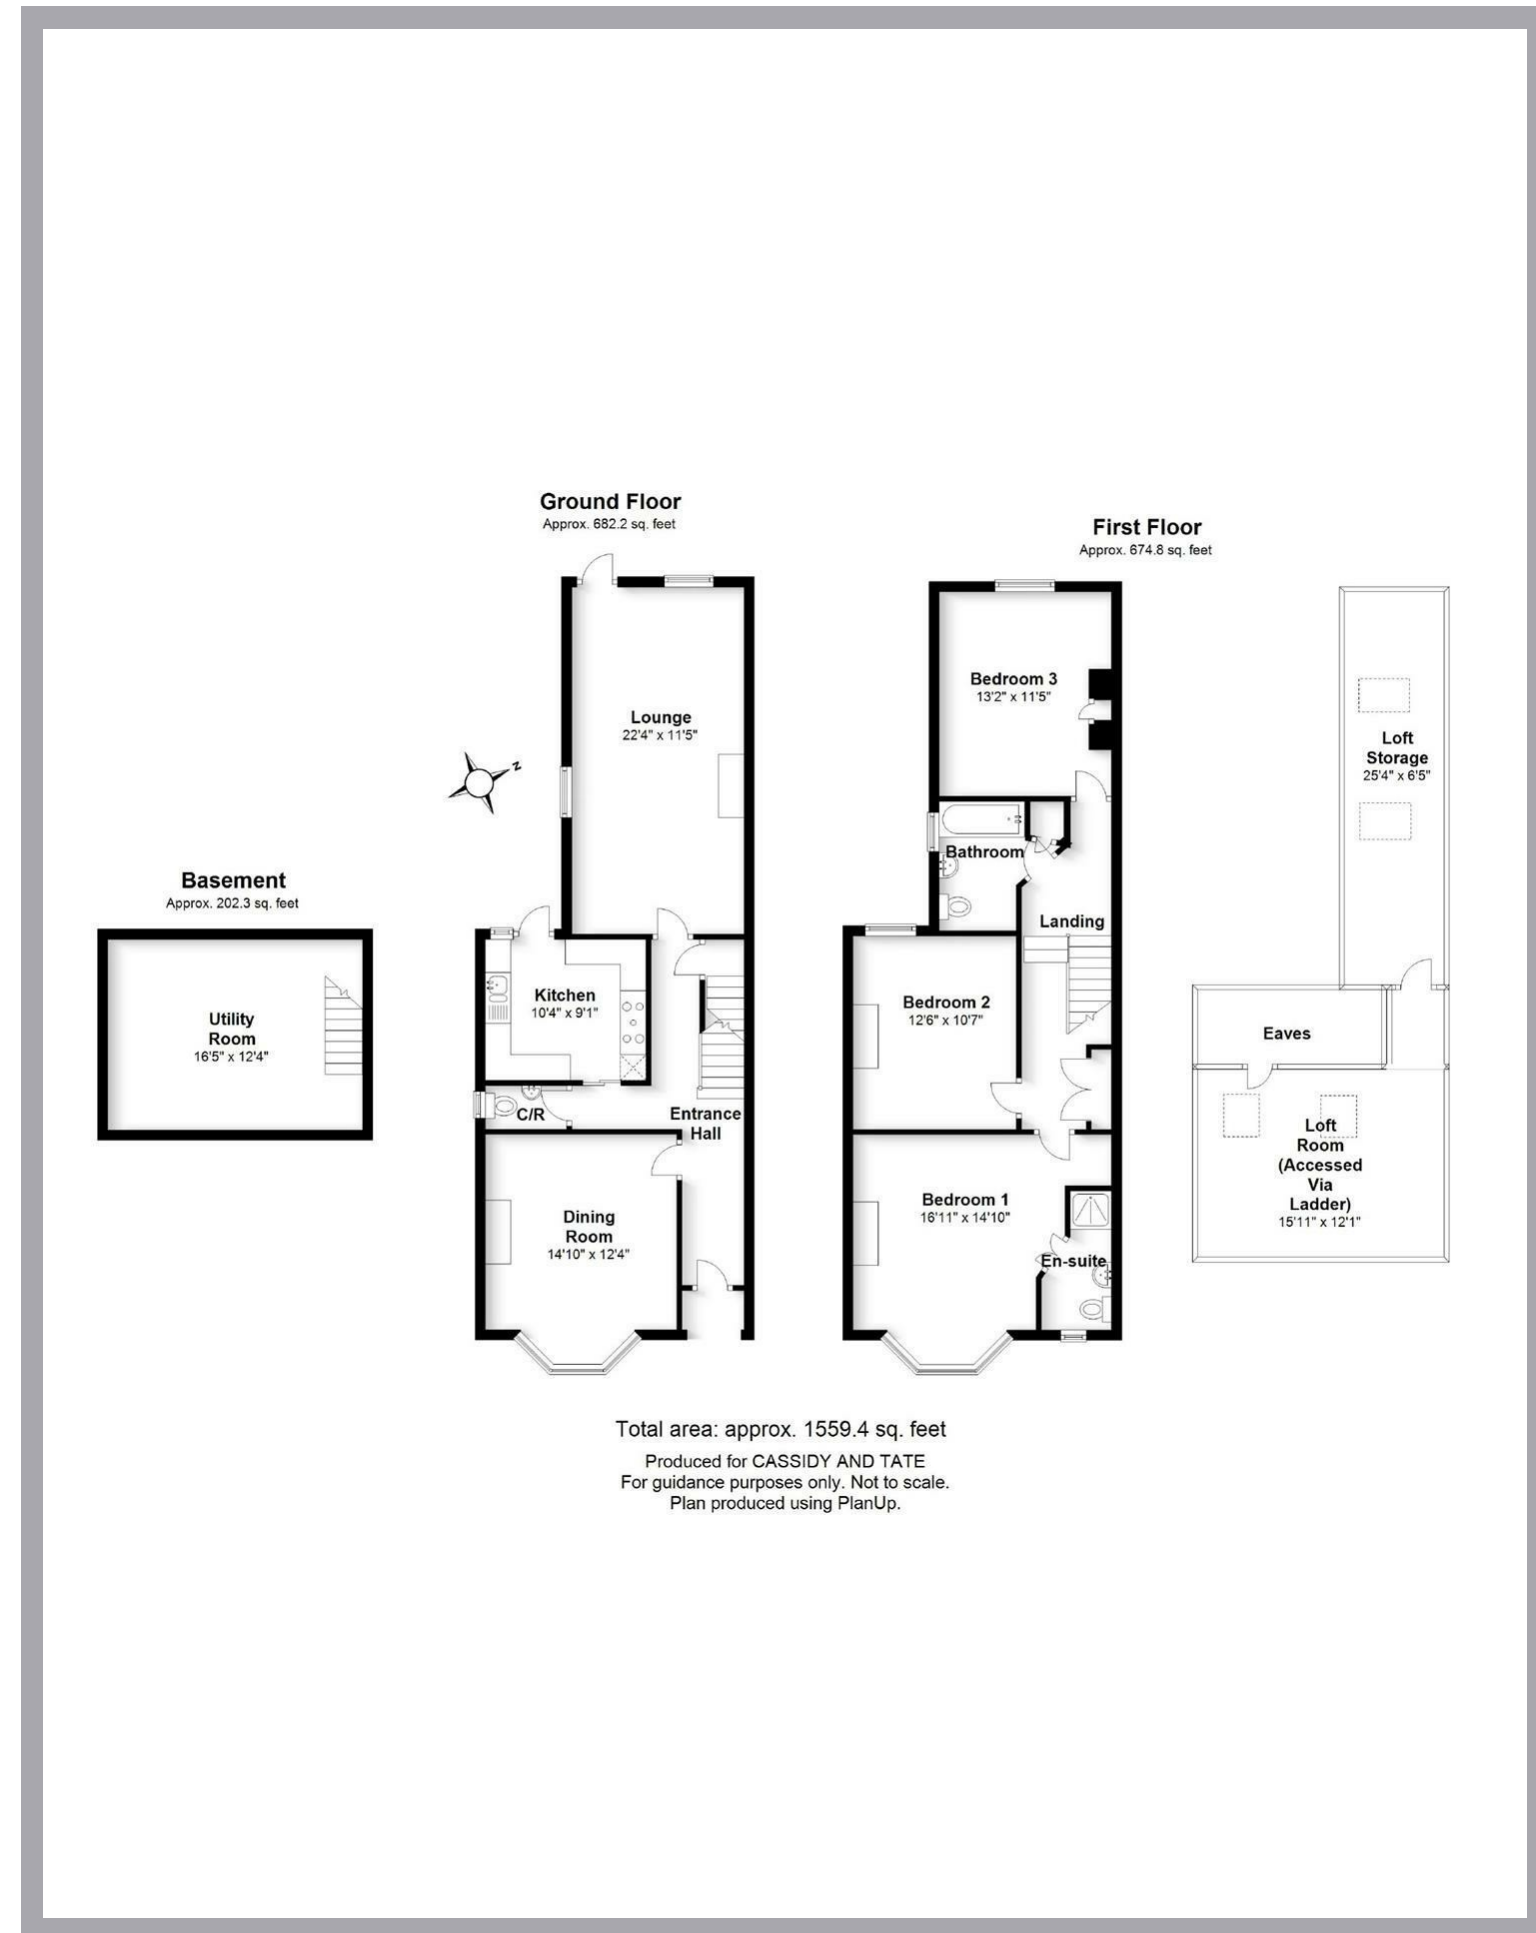 Ground Floor
Approx. 682.2 sq. feet
First Floor
Approx. 674.8 sq. feet
Bedroom 3
13'2" x 11'5"
Lounge
22'4" x 11'5"
Loft
Storage
25'4" x 6'5"
N
Bathroom
Basement
Approx. 202.3 sq. feet
Landing
Kitchen
10'4" x 9'1"
Bedroom 2
12'6" x 10'7"
Utility
Room
16'5" x 12'4"
Eaves
C/R
Entrance
Hall
Loft
Room
(Accessed
Via
Ladder)
15'11" x 12'1"
Bedroom 1
16'11" x 14'10"
Dining
Room
14'10" x 12'4"
En-suite
Total area: approx. 1559.4 sq. feet
Produced for CASSIDY AND TATE
For guidance purposes only. Not to scale.
Plan produced using PlanUp.